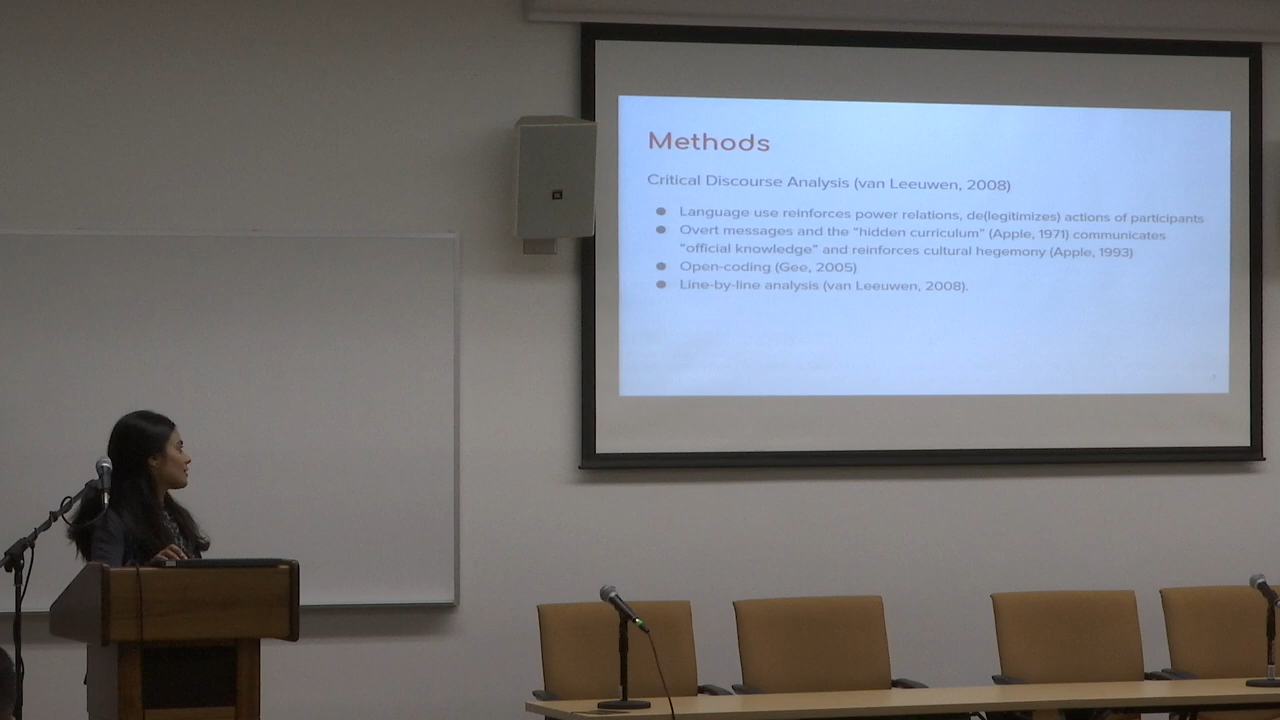 Methods
Critical Discourse Analysis (van Leeuwen, 2008)
● Language use reinforces power relations, de(legitimizes) actions of participants
● Overt messages and the “hidden curriculum” (Apple, 1971) communicates
“official knowledge” and reinforces cultural hegemony (Apple, 1993)
● Open-coding (Gee, 2005)
● Line-by-line analysis (van Leeuwen, 2008).